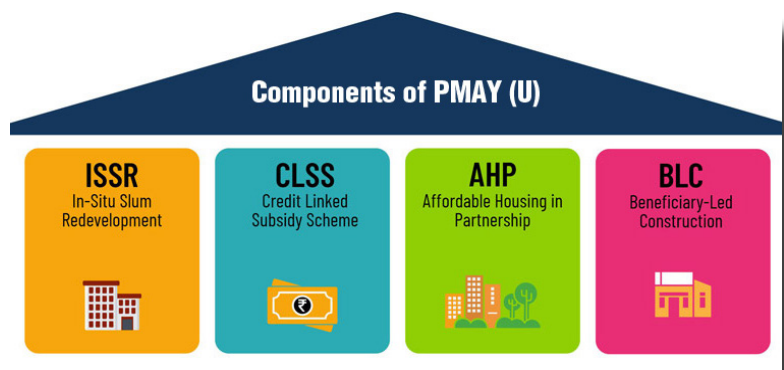 Components of PMAY (U)
ISSR
In-Situ Slum
Redevelopment
CLSS
Credit Linked
Subsidy Scheme
₹
AHP
Affordable Housing in
Partnership
BLC
Beneficiary-Led
Construction